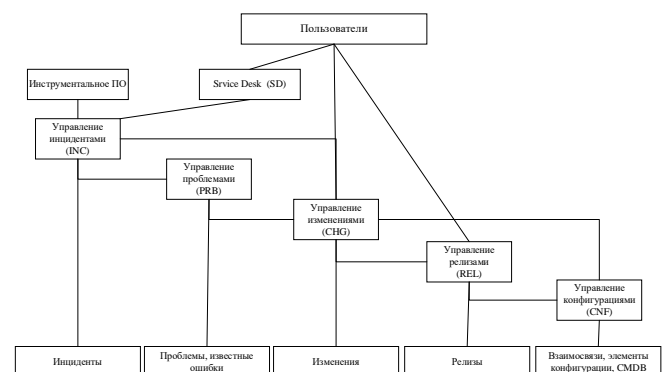 Пользователи
Инструментальное ПО
Srvice Desk (SD)
Управление
инцидентами
(INC)
Управление
проблемами
(PRB)
Управление
изменениями
(CHG)
Управление
релизами
(REL)
Управление
конфигурациями
(CNF)
Инциденты
Проблемы, известные
ошибки
Изменения
Релизы
Взаимосвязи, элементы
конфигурации, CMDB